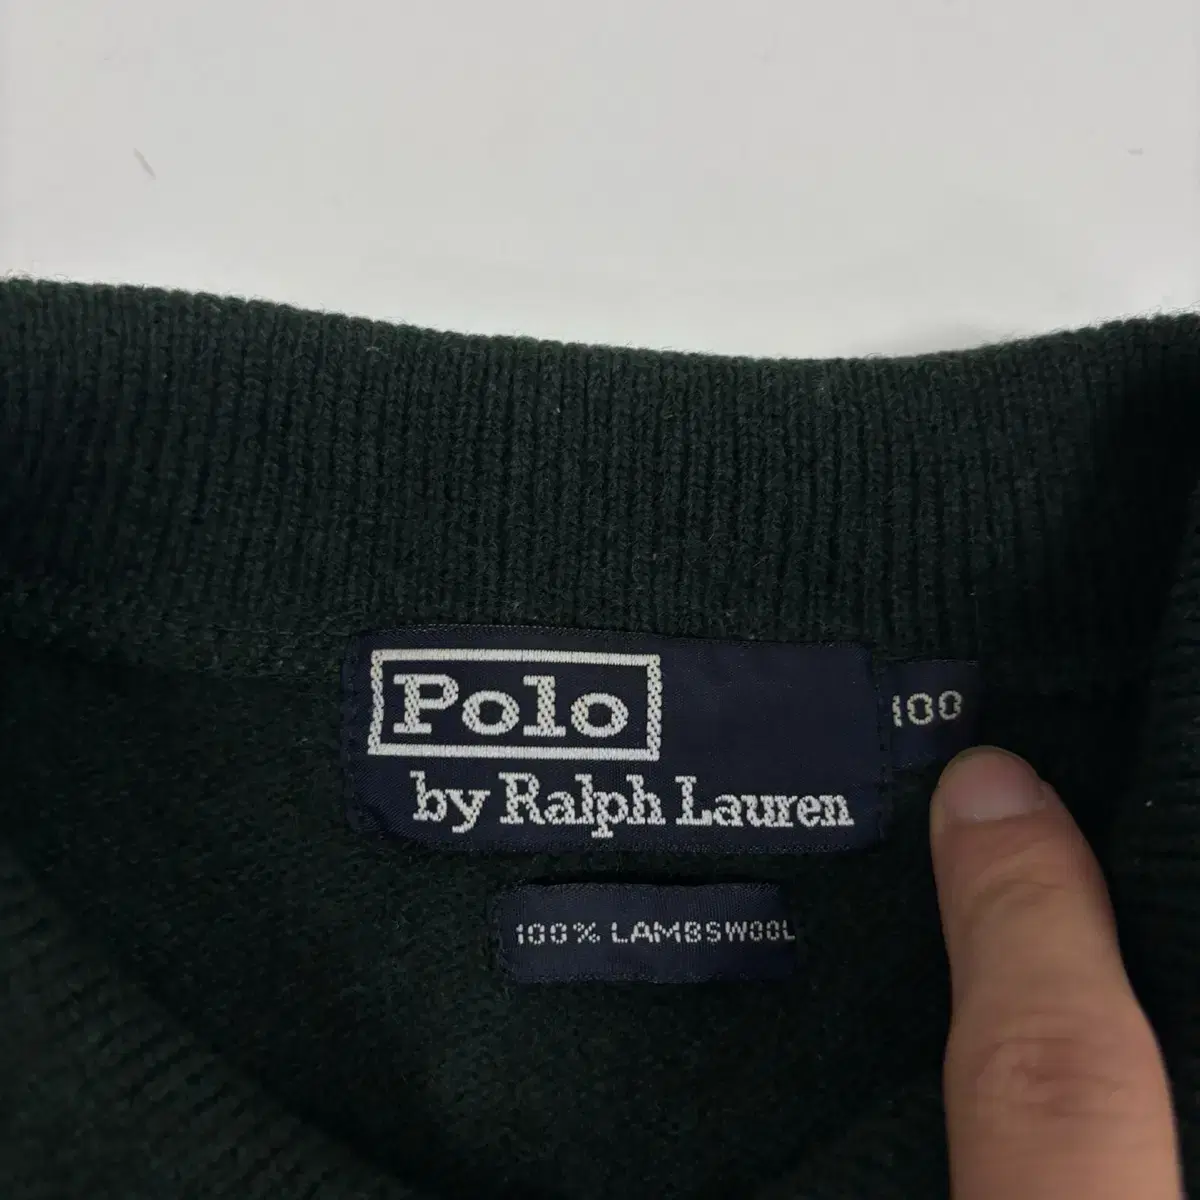 Polo
by Ralph Lauren
100
100% LAMBSWOOL